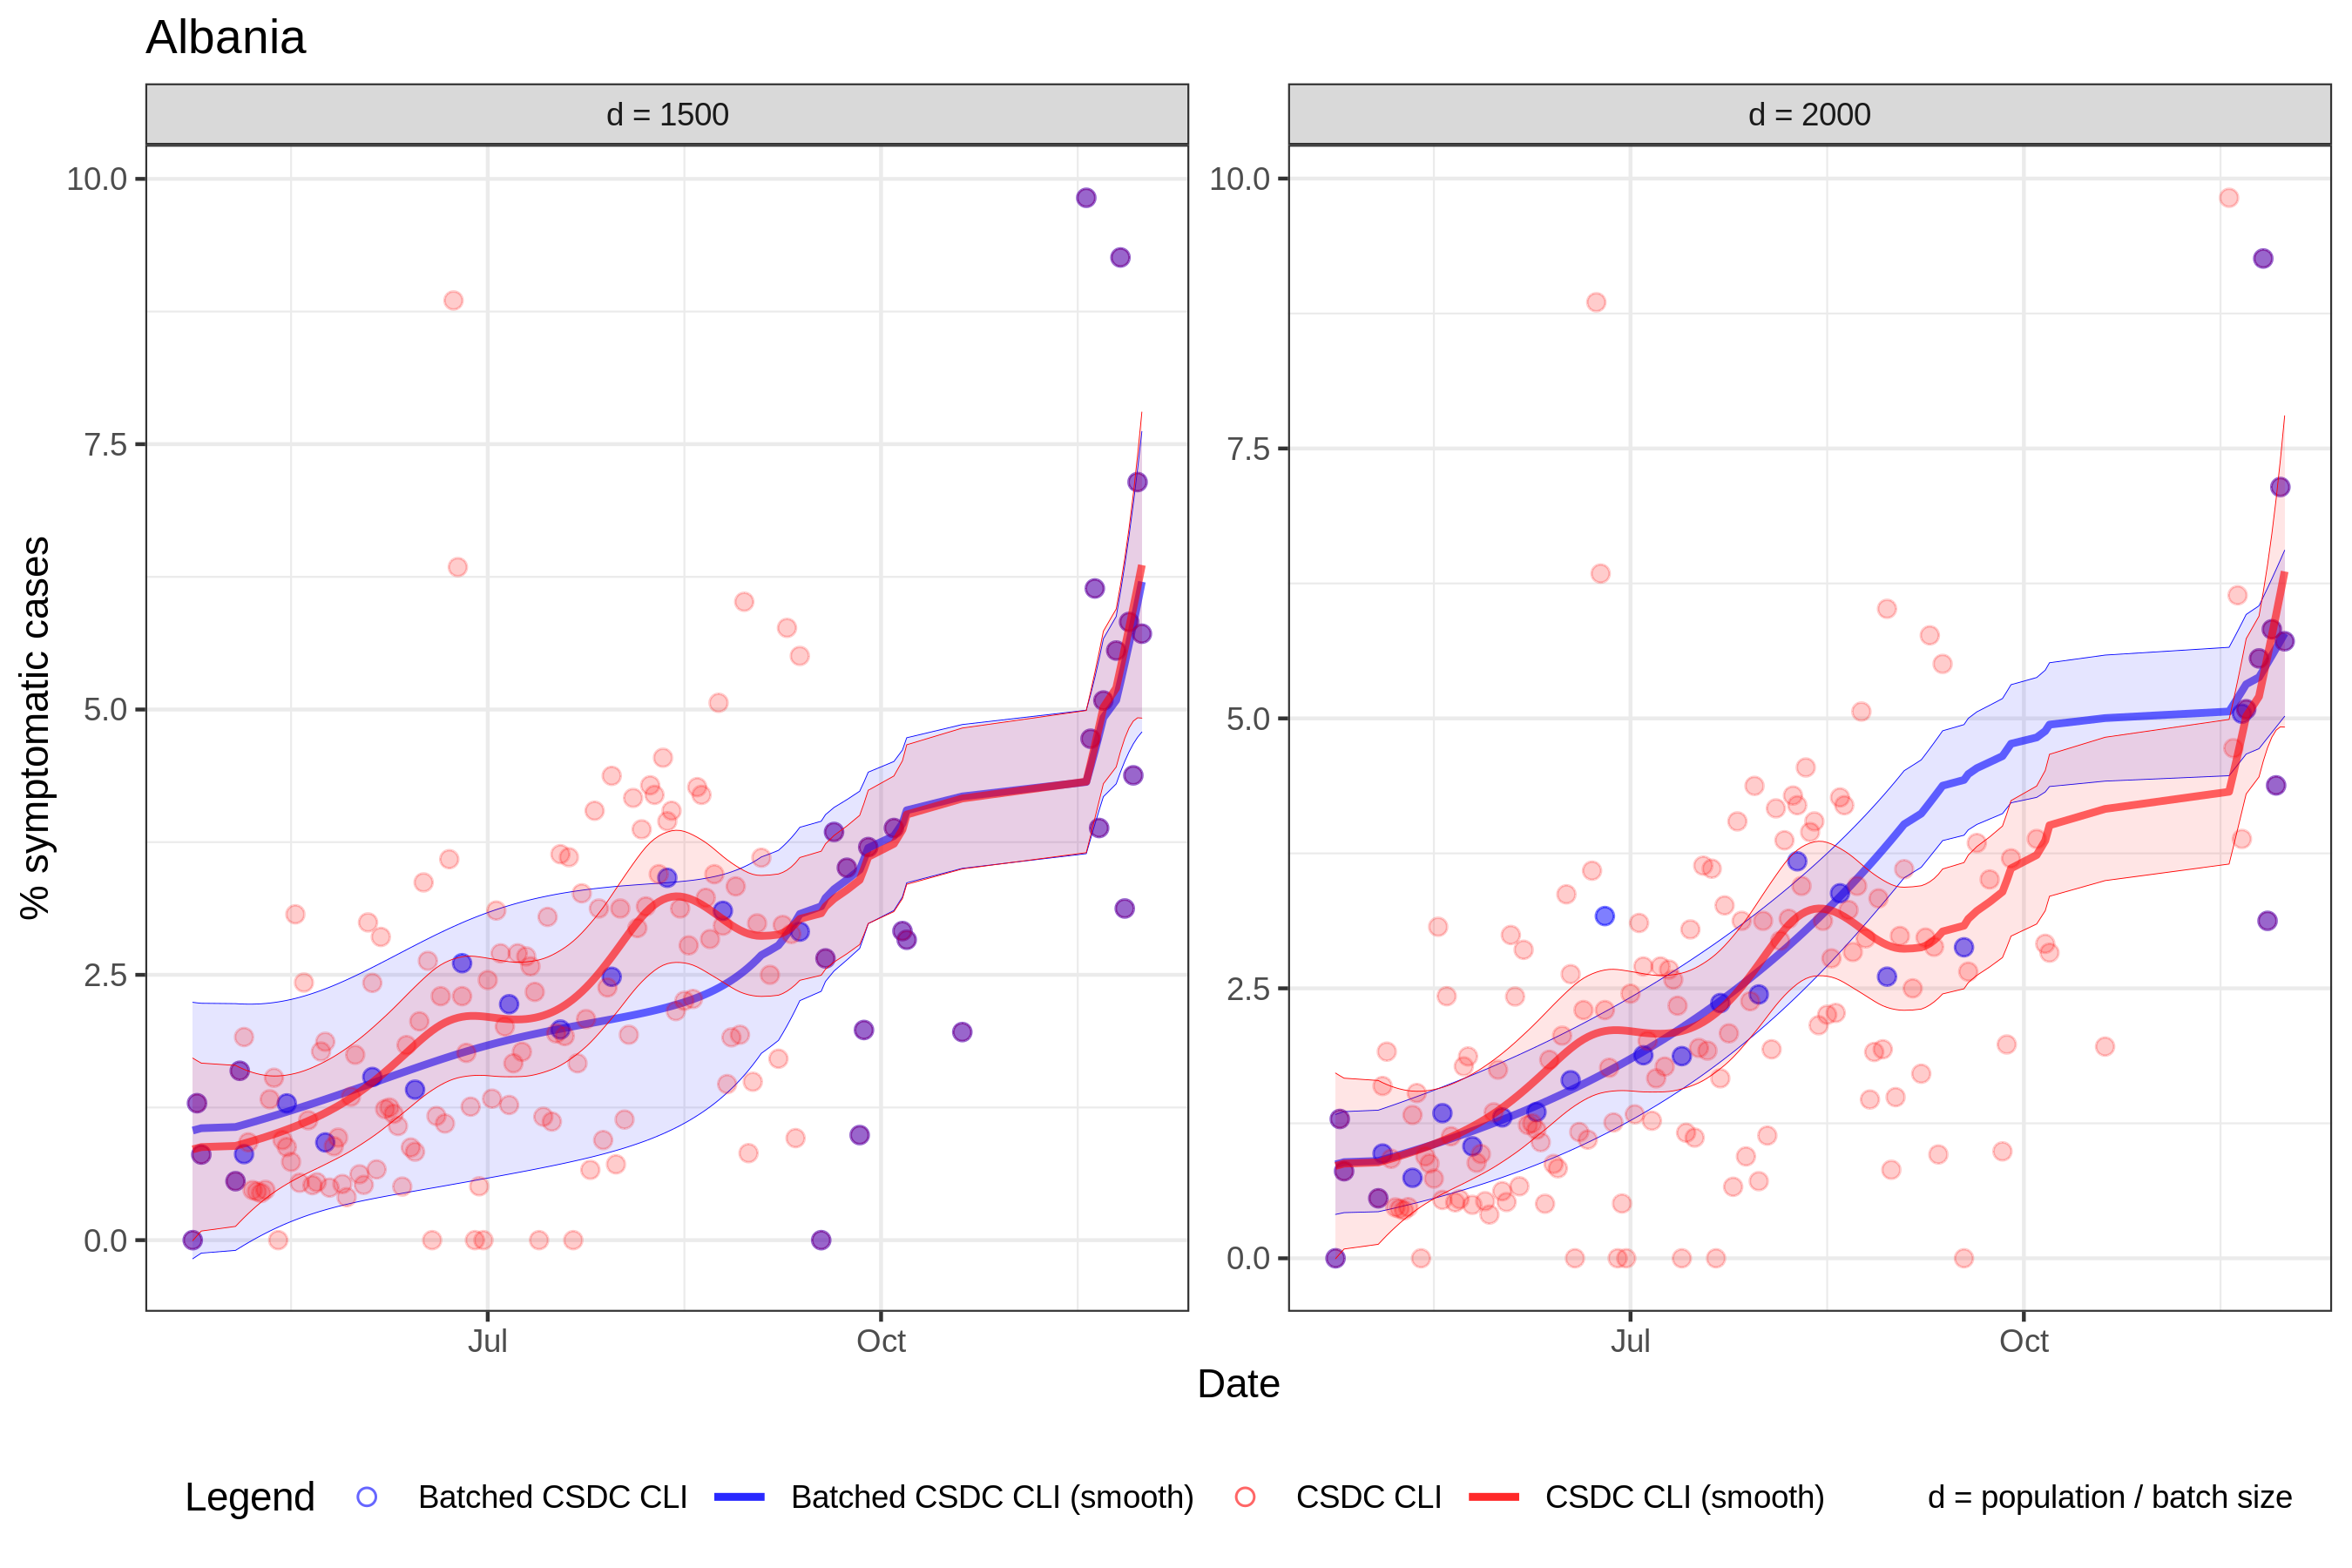 Albania
d = 1500
d = 2000
% symptomatic cases
10.0
7.5
5.0
2.5
0.0
10.0
7.5
5.0
2.5
0.0
Jul
Oct
Jul
Oct
Date
Legend
Batched CSDC CLI
Batched CSDC CLI (smooth)
CSDC CLI
CSDC CLI (smooth)
d = population / batch size